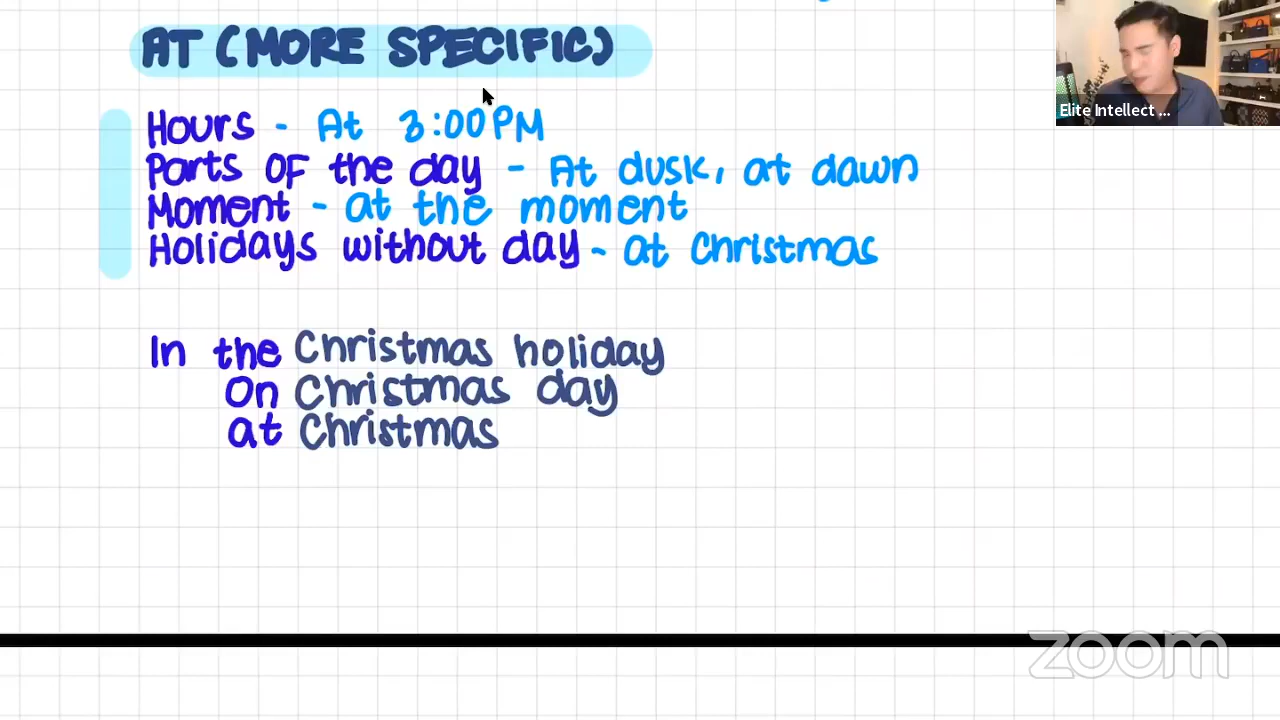 AT (MORE SPECIFIC)
Hours - At 3:00PM
Parts OF the day - At dusk, at dawn
Moment - at the moment
Holidays without day - at Christmas
In the Christmas holiday
on Christmas day
at Christmas
Elite Intellect ...
zoom